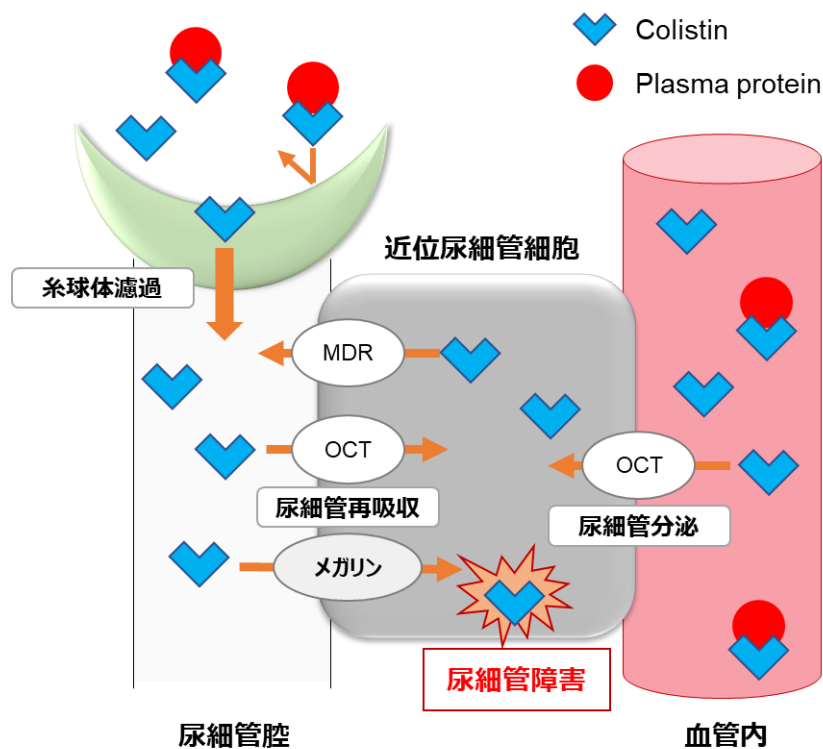 Colistin
Plasma protein
近位尿細管細胞
糸球体濾過
MDR
OCT
OCT
尿細管再吸収
尿細管分泌
メガリン
尿細管障害
尿細管腔
血管内